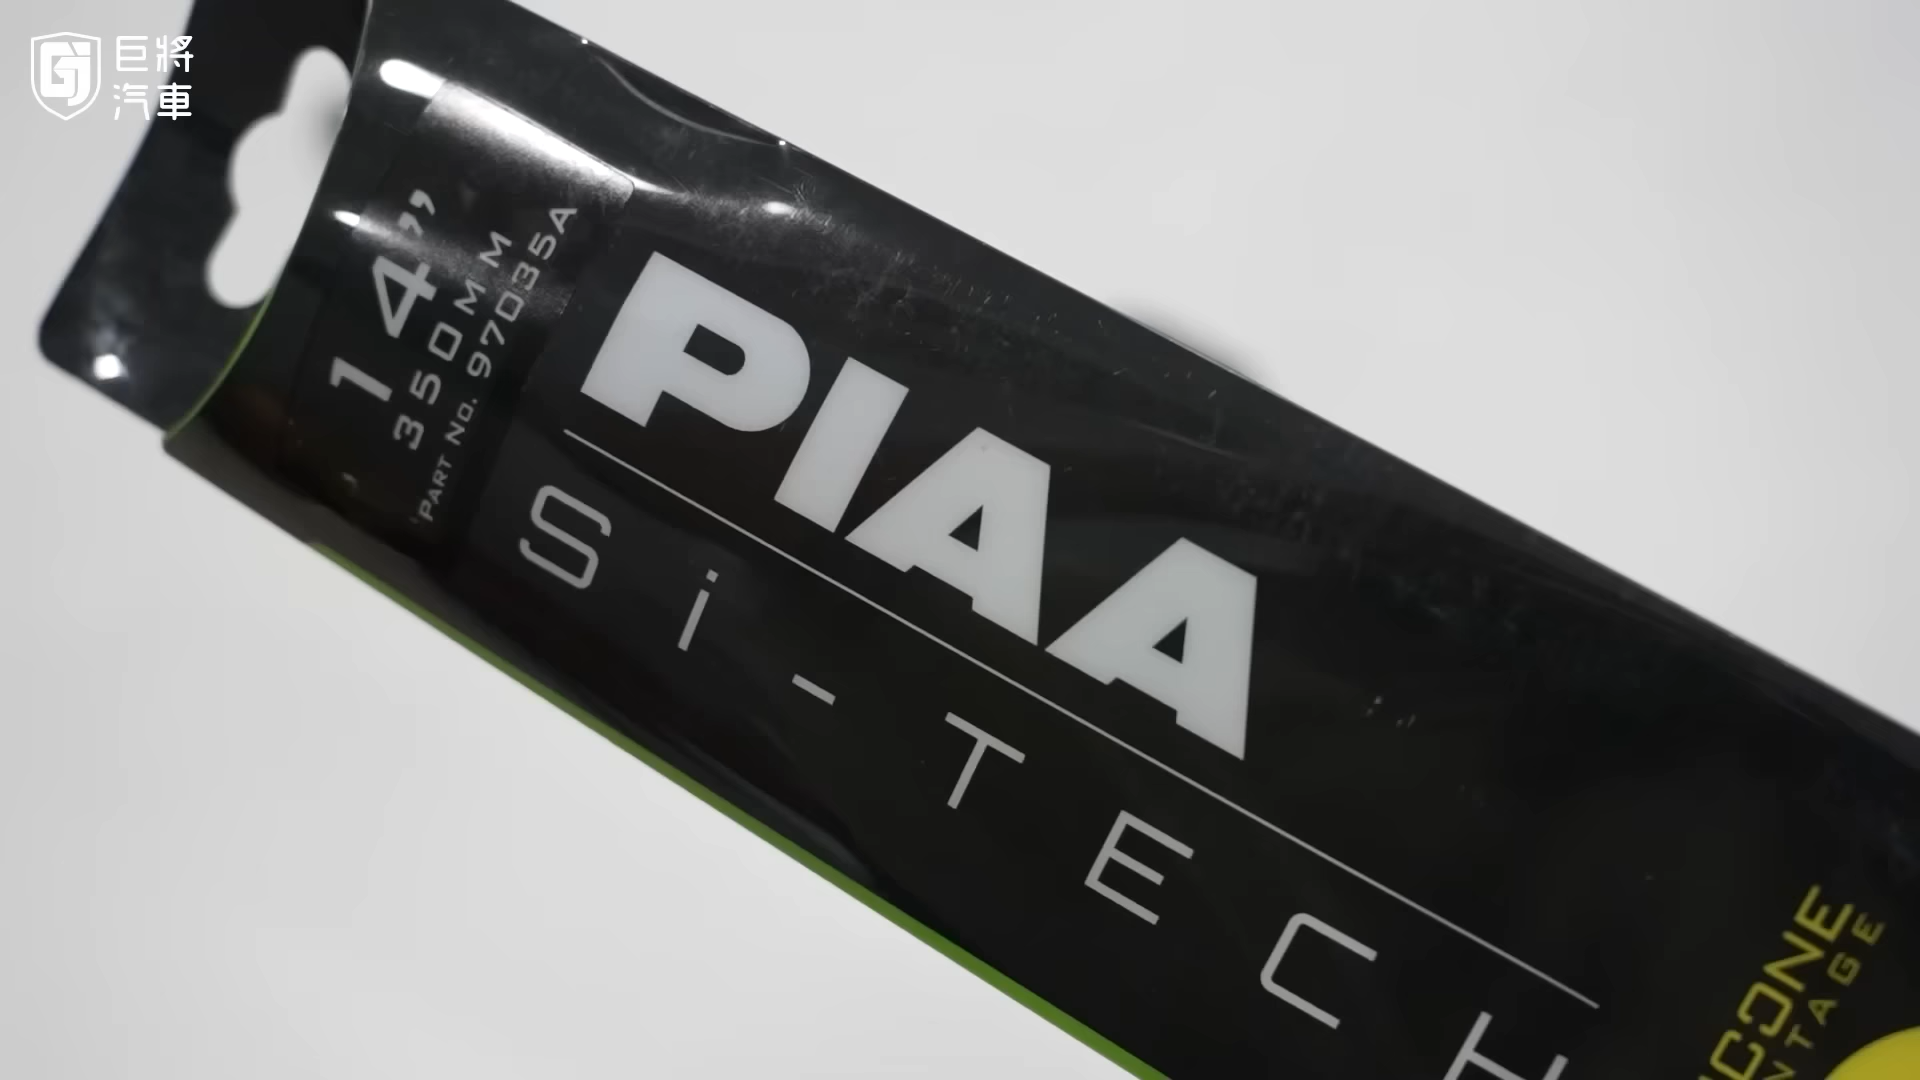 巨將
汽車
14”
350MM
PART No. 97035A
PIAA
Si-TECH